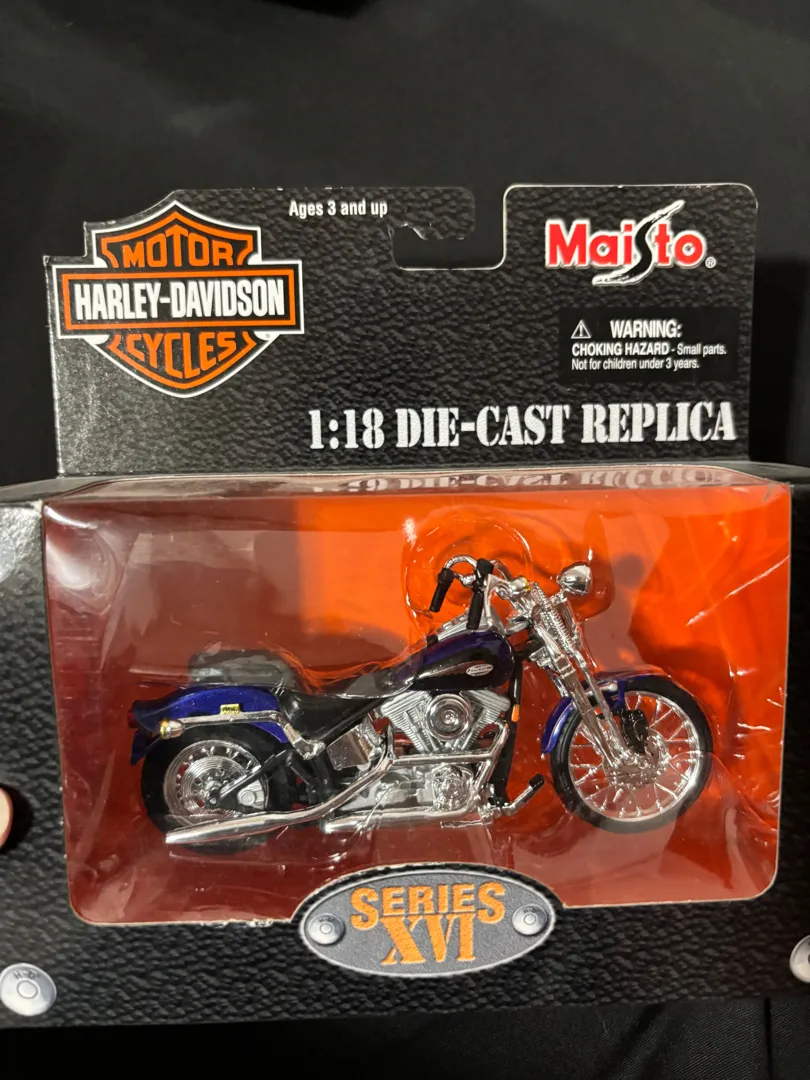 Ages 3 and up
MOTOR
HARLEY-DAVIDSON
CYCLES
Maisto®
⚠ WARNING:
CHOKING HAZARD - Small parts.
Not for children under 3 years.
1:18 DIE-CAST REPLICA
SERIES
XVI
H-D